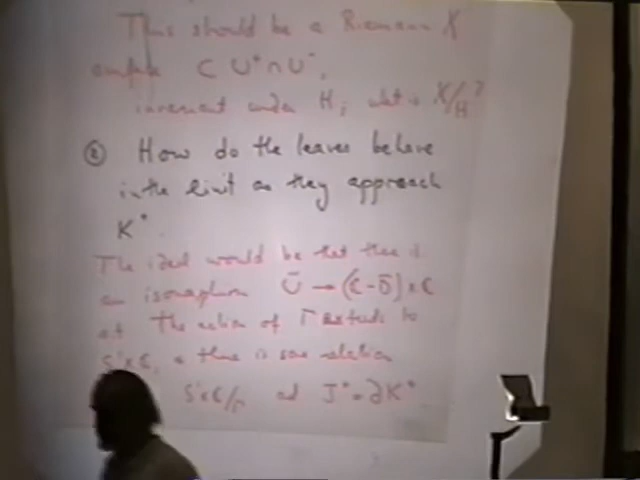 This should be a Riemann X
example C U⁺ ∩ U⁻,
invariant under H; what is X/H?
② How do the leaves behave
in the limit as they approach
K⁺.
The ideal would be that there is
an isomorphism Ũ → (C-D̄) × C
st the action of Γ extends to
S¹×C, & there is some relation
S¹×C/Γ and J⁺=∂K⁺